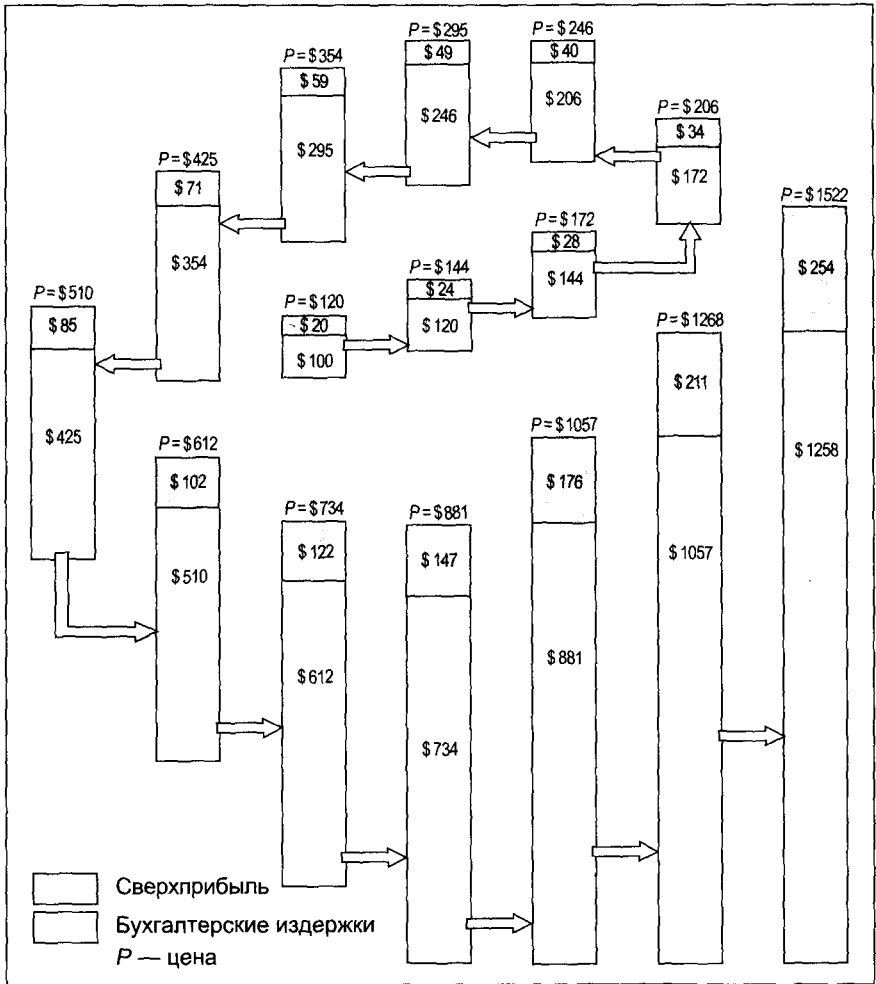 P = $ 295
$ 49
$ 246
P = $ 246
$ 40
$ 206
P = $ 354
$ 59
$ 295
P = $ 206
$ 34
$ 172
P = $ 425
$ 71
$ 354
P = $ 1522
$ 254
$ 1258
P = $ 172
$ 28
$ 144
P = $ 144
$ 24
$ 120
P = $ 510
$ 85
$ 425
P = $ 120
$ 20
$ 100
P = $ 1268
$ 211
$ 1057
P = $ 612
$ 102
$ 510
P = $ 1057
$ 176
$ 881
P = $ 734
$ 122
$ 612
P = $ 881
$ 147
$ 734
Сверхприбыль
Бухгалтерские издержки
P — цена